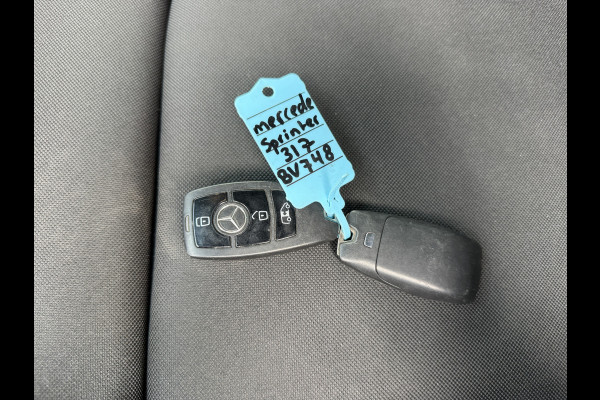 mercede
Sprinter
317
BV748